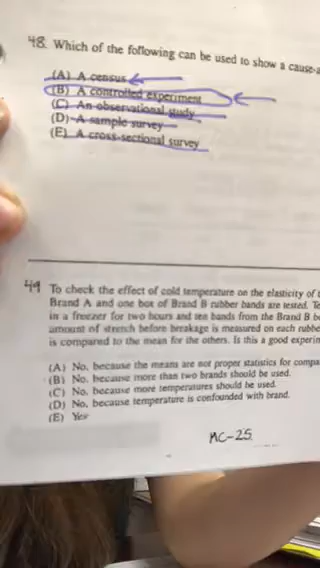 48. Which of the following can be used to show a cause-a
(A) A census
(B) A controlled experiment
(C) An observational study
(D) A sample survey
(E) A cross-sectional survey
49 To check the effect of cold temperature on the elasticity of
Brand A and one box of Brand B rubber bands are tested. Te
in a freezer for two hours and ten bands from the Brand B b
amount of stretch before breakage is measured on each rubbe
is compared to the mean for the others. Is this a good experim
(A) No, because the means are not proper statistics for compa
(B) No, because more than two brands should be used.
(C) No, because more temperatures should be used.
(D) No, because temperature is confounded with brand.
(E) Yes
MC-25